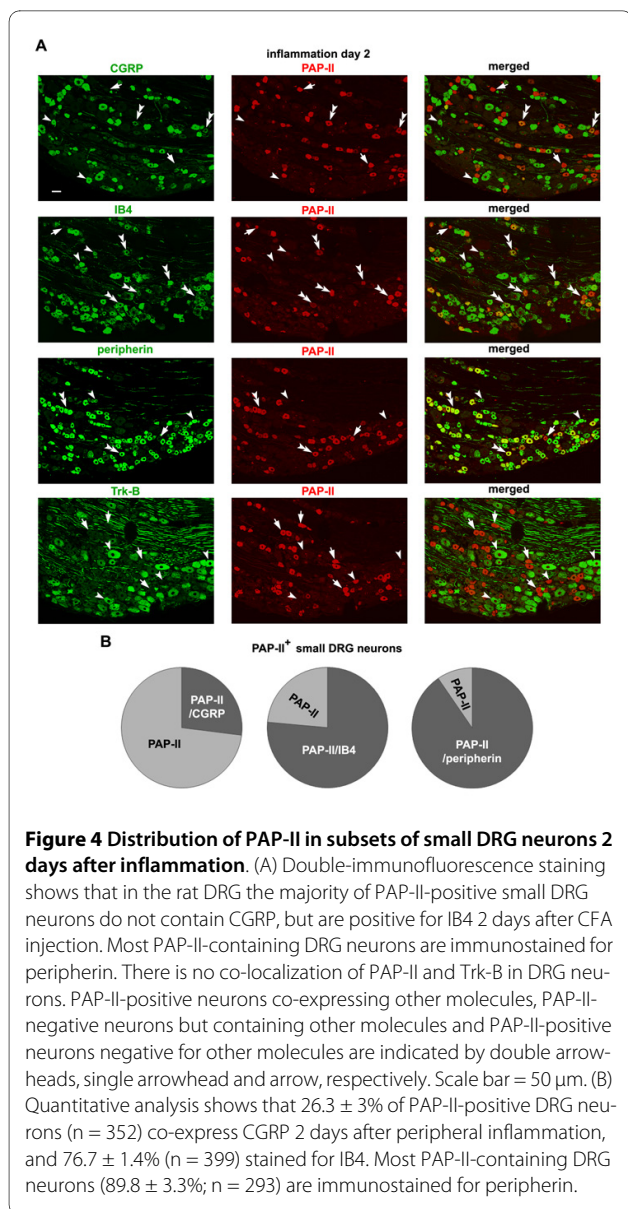 A
inflammation day 2
CGRP PAP-II merged
IB4 PAP-II merged
peripherin PAP-II merged
Trk-B PAP-II merged
B
PAP-II+ small DRG neurons
PAP-II
/CGRP
PAP-II
PAP-II
PAP-II/IB4
PAP-II
PAP-II
/peripherin
Figure 4 Distribution of PAP-II in subsets of small DRG neurons 2
days after inflammation. (A) Double-immunofluorescence staining
shows that in the rat DRG the majority of PAP-II-positive small DRG
neurons do not contain CGRP, but are positive for IB4 2 days after CFA
injection. Most PAP-II-containing DRG neurons are immunostained for
peripherin. There is no co-localization of PAP-II and Trk-B in DRG neu-
rons. PAP-II-positive neurons co-expressing other molecules, PAP-II-
negative neurons but containing other molecules and PAP-II-positive
neurons negative for other molecules are indicated by double arrow-
heads, single arrowhead and arrow, respectively. Scale bar = 50 μm. (B)
Quantitative analysis shows that 26.3 ± 3% of PAP-II-positive DRG neu-
rons (n = 352) co-express CGRP 2 days after peripheral inflammation,
and 76.7 ± 1.4% (n = 399) stained for IB4. Most PAP-II-containing DRG
neurons (89.8 ± 3.3%; n = 293) are immunostained for peripherin.